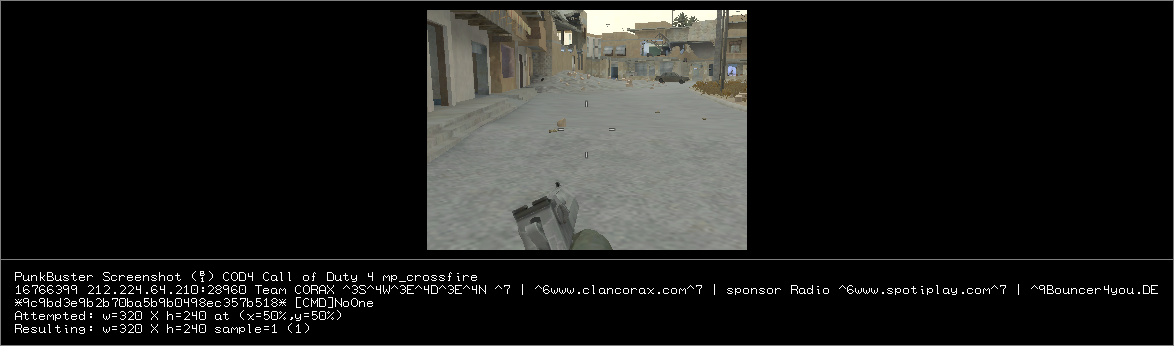 PunkBuster Screenshot (B1) COD4 Call of Duty 4 mp_crossfire
16766399 212.224.64.210:28960 Team CORAX ^3S^4W^3E^4D^3E^4N ^7 | ^6www.clancorax.com^7 | sponsor Radio ^6www.spotiplay.com^7 | ^9Bouncer4you.DE
*9c9bd3e9b2b70ba5b9b0498ec357b518* [CMD]NoOne
Attempted: w=320 X h=240 at (x=50%,y=50%)
Resulting: w=320 X h=240 sample=1 (1)